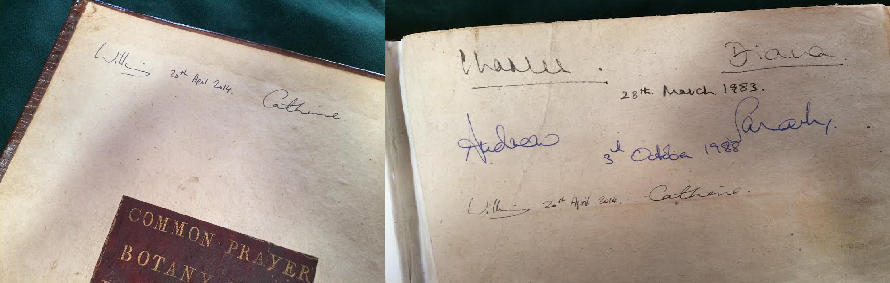 William 20th April 2014.
Catherine
COMMON PRAYER
BOTANY
Charles. Diana.
28th March 1983.
Andrew Sarah.
3rd October 1988
William 20th April 2014. Catherine.